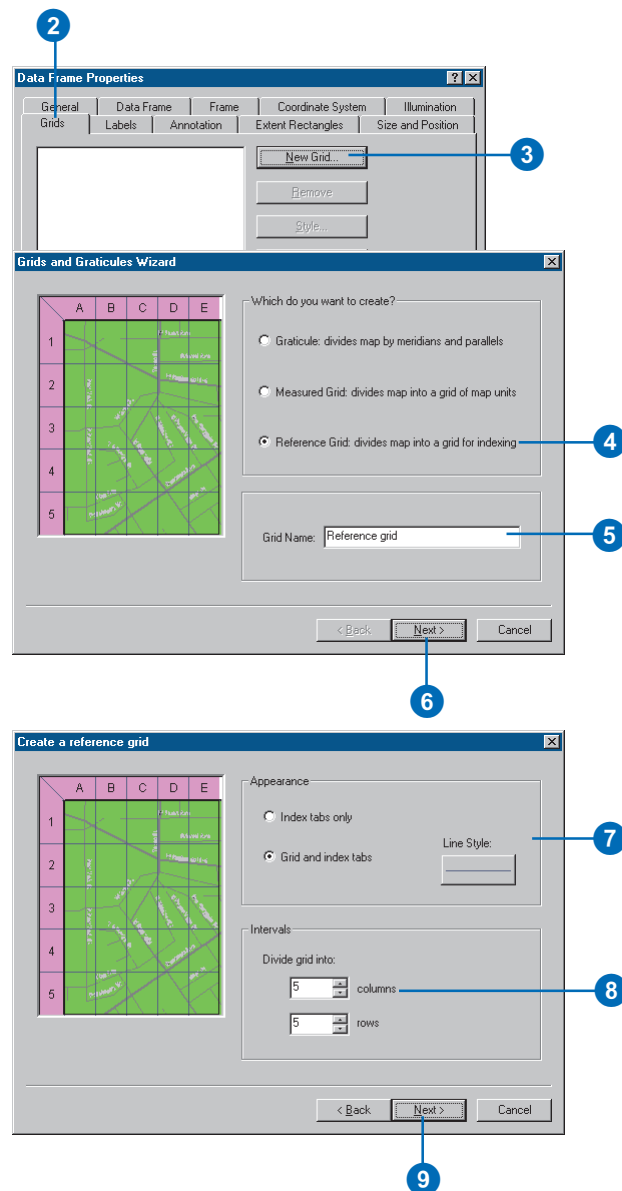 2
Data Frame Properties
General Data Frame Frame Coordinate System Illumination
Grids Labels Annotation Extent Rectangles Size and Position
New Grid...
3
Remove
Style...
Grids and Graticules Wizard
A B C D E
1
2
3
4
5
Which do you want to create?
Graticule: divides map by meridians and parallels
Measured Grid: divides map into a grid of map units
Reference Grid: divides map into a grid for indexing
4
Grid Name: Reference grid
5
< Back Next > Cancel
6
Create a reference grid
A B C D E
1
2
3
4
5
Appearance
Index tabs only
Grid and index tabs
Line Style:
7
Intervals
Divide grid into:
5 columns
8
5 rows
< Back Next > Cancel
9